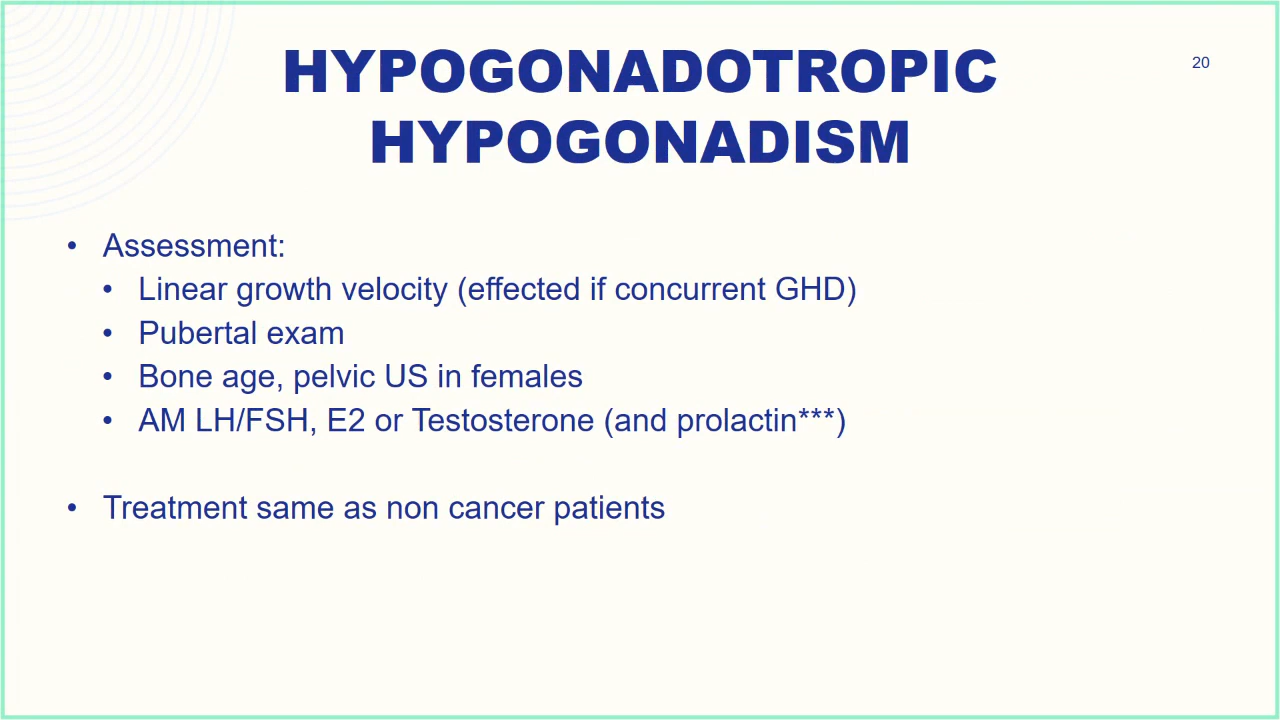 HYPOGONADOTROPIC
HYPOGONADISM
20
• Assessment:
• Linear growth velocity (effected if concurrent GHD)
• Pubertal exam
• Bone age, pelvic US in females
• AM LH/FSH, E2 or Testosterone (and prolactin***)
• Treatment same as non cancer patients